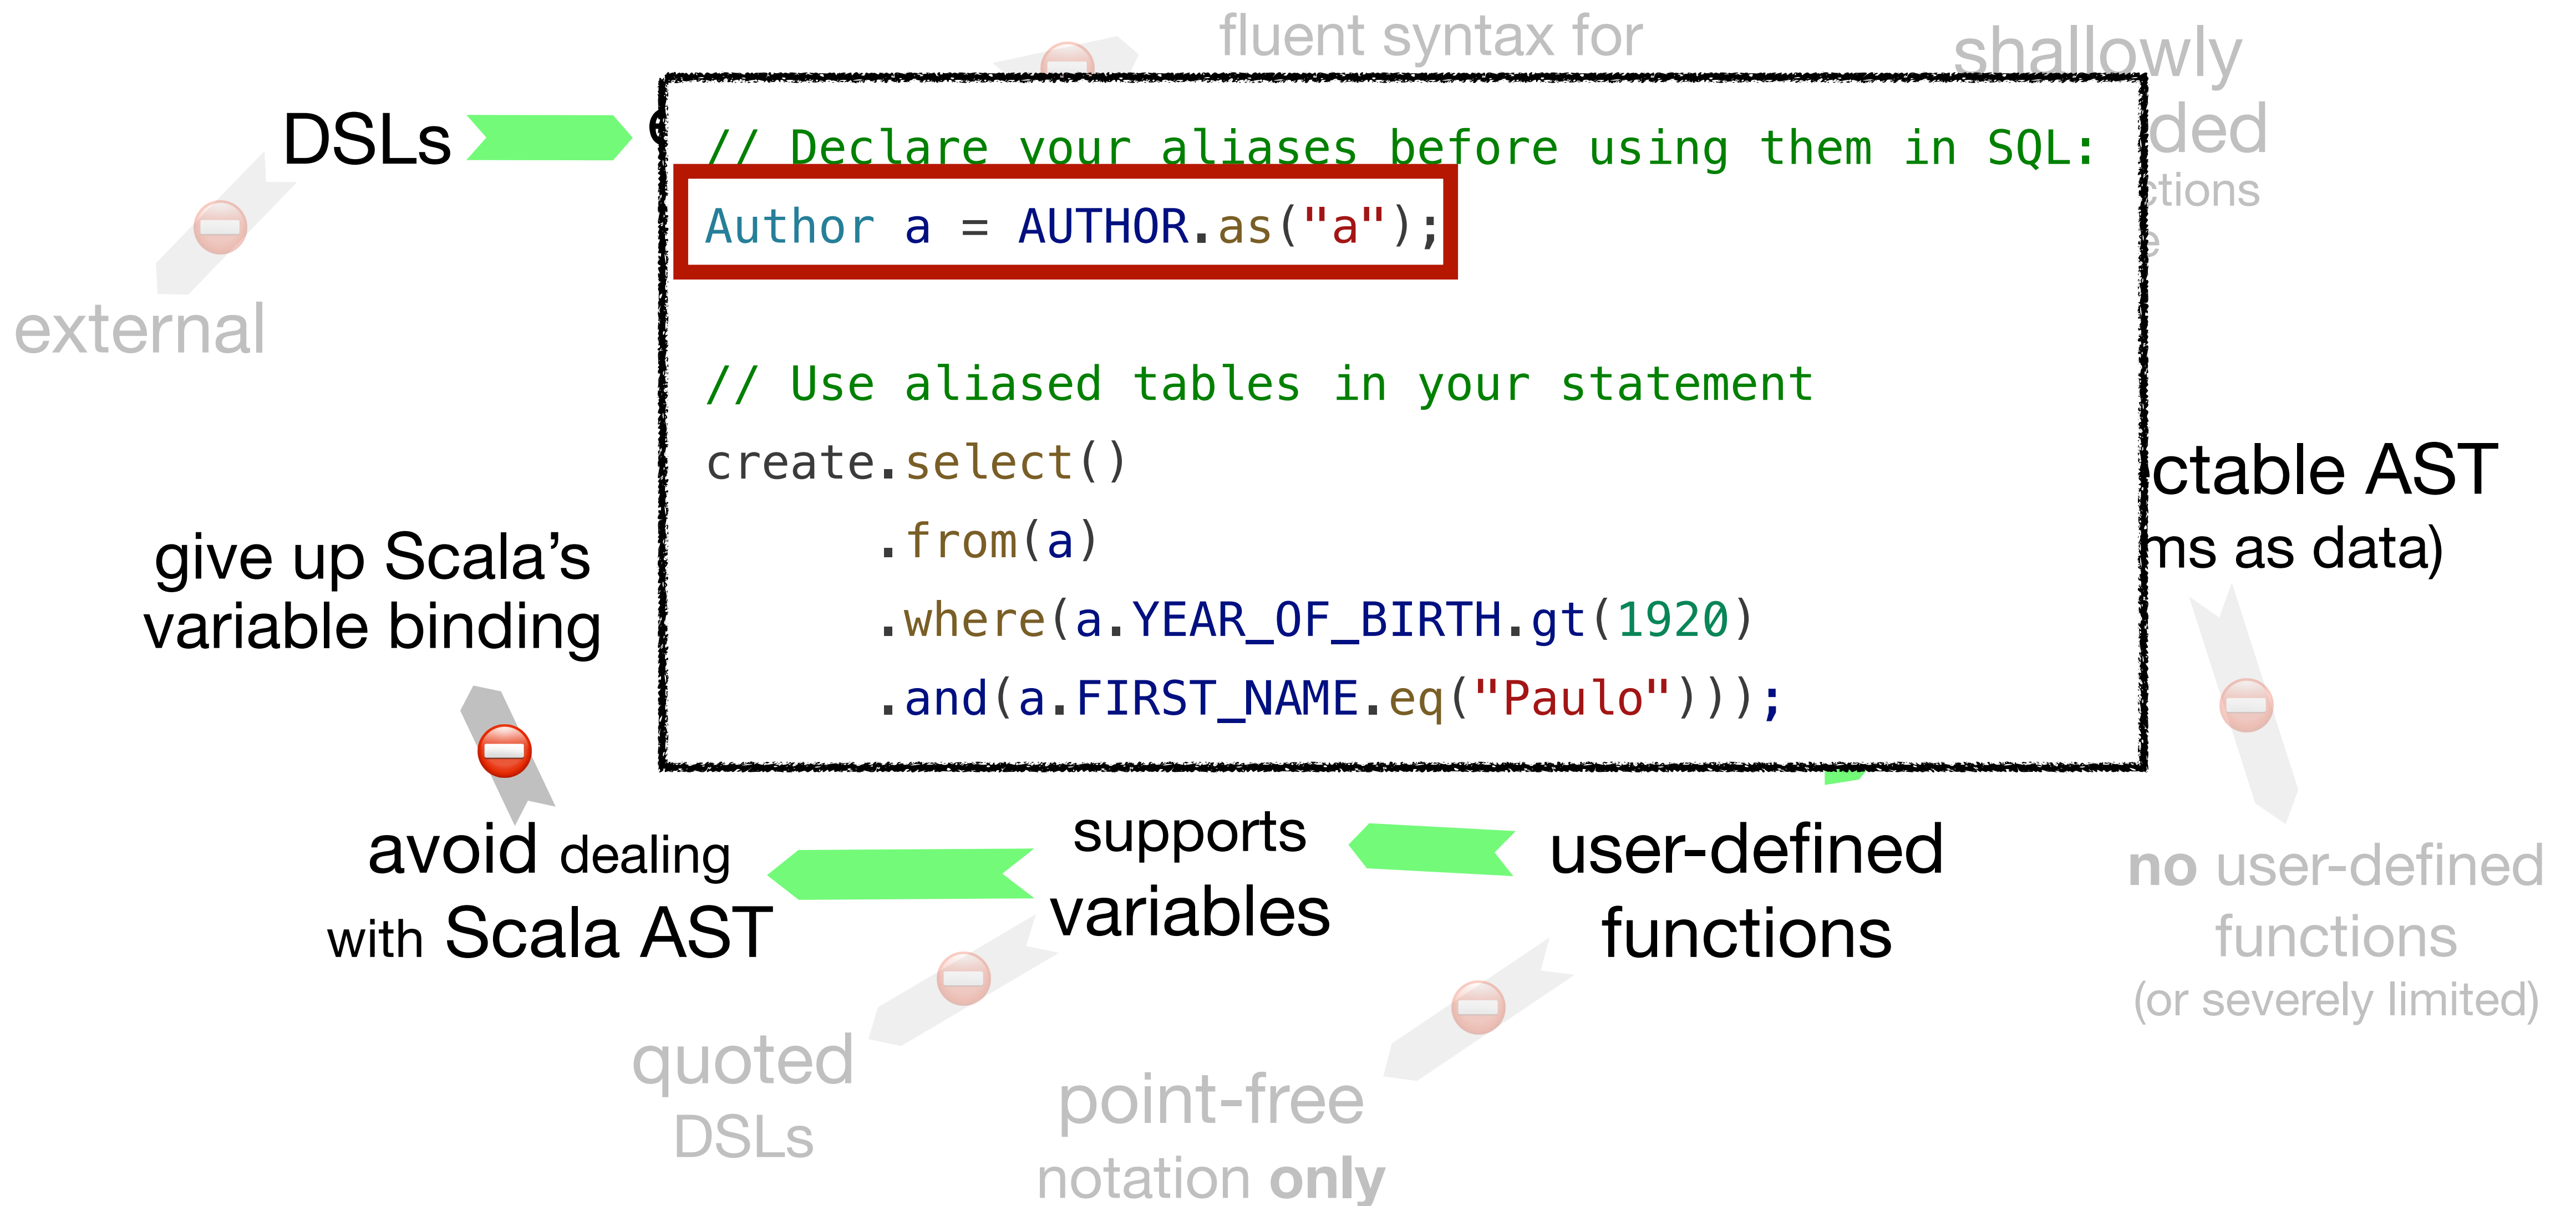 fluent syntax for
shallowly
DSLs
ded
ctions
external
// Declare your aliases before using them in SQL:
Author a = AUTHOR.as("a");
// Use aliased tables in your statement
create.select()
.from(a)
.where(a.YEAR_OF_BIRTH.gt(1920)
.and(a.FIRST_NAME.eq("Paulo")));
ctable AST
ms as data)
give up Scala’s
variable binding
avoid dealing
with Scala AST
supports
variables
user-defined
functions
no user-defined
functions
(or severely limited)
quoted
DSLs
point-free
notation only